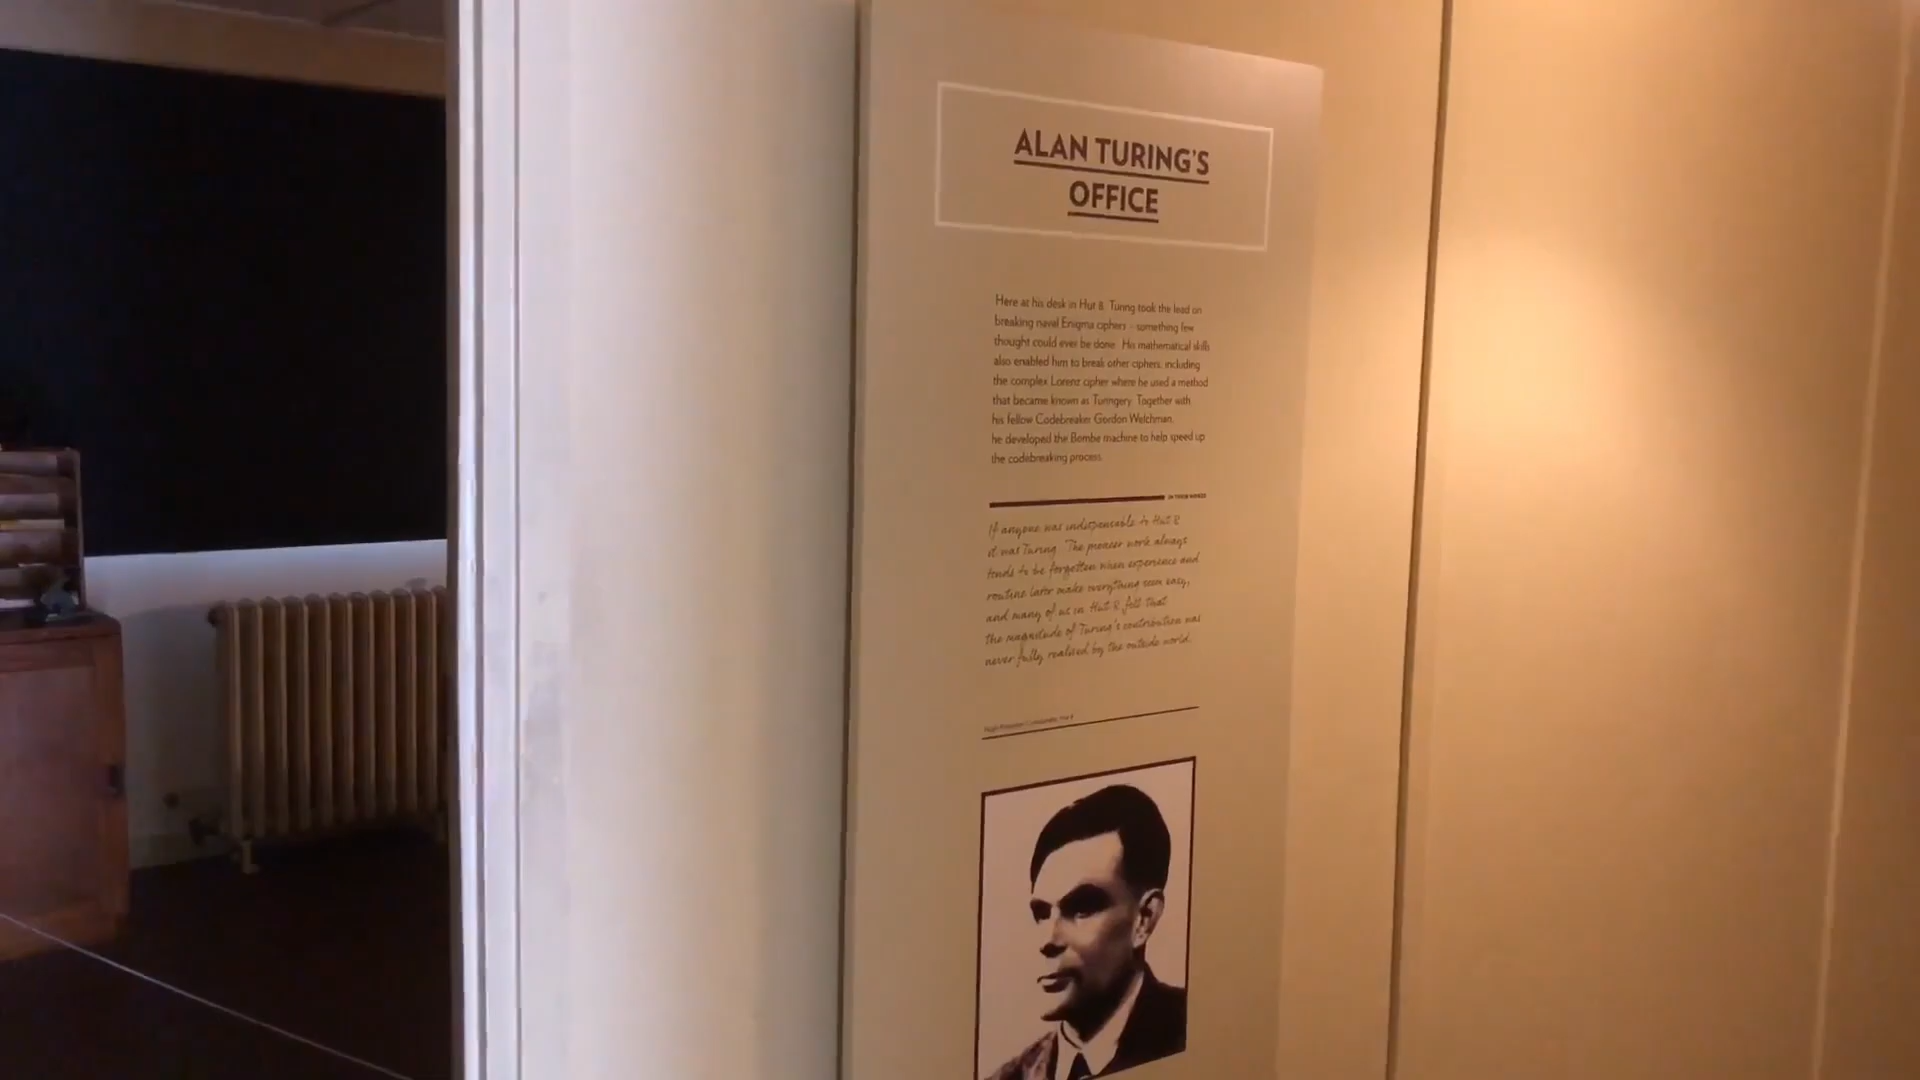 ALAN TURING'S
OFFICE
Here at his desk in Hut 8, Turing took the lead on
breaking naval Enigma ciphers - something few
thought could ever be done. His mathematical skills
also enabled him to break other ciphers, including
the complex Lorenz cipher where he used a method
that became known as Turingery. Together with
his fellow Codebreaker Gordon Welchman,
he developed the Bombe machine to help speed up
the codebreaking process.
IN THEIR WORDS
If anyone was indispensable to Hut 8
it was Turing. The pioneer work always
tends to be forgotten when experience and
routine later make everything seem easy,
and many of us in Hut 8 felt that
the magnitude of Turing's contribution was
never fully realised by the outside world.
Hut 8